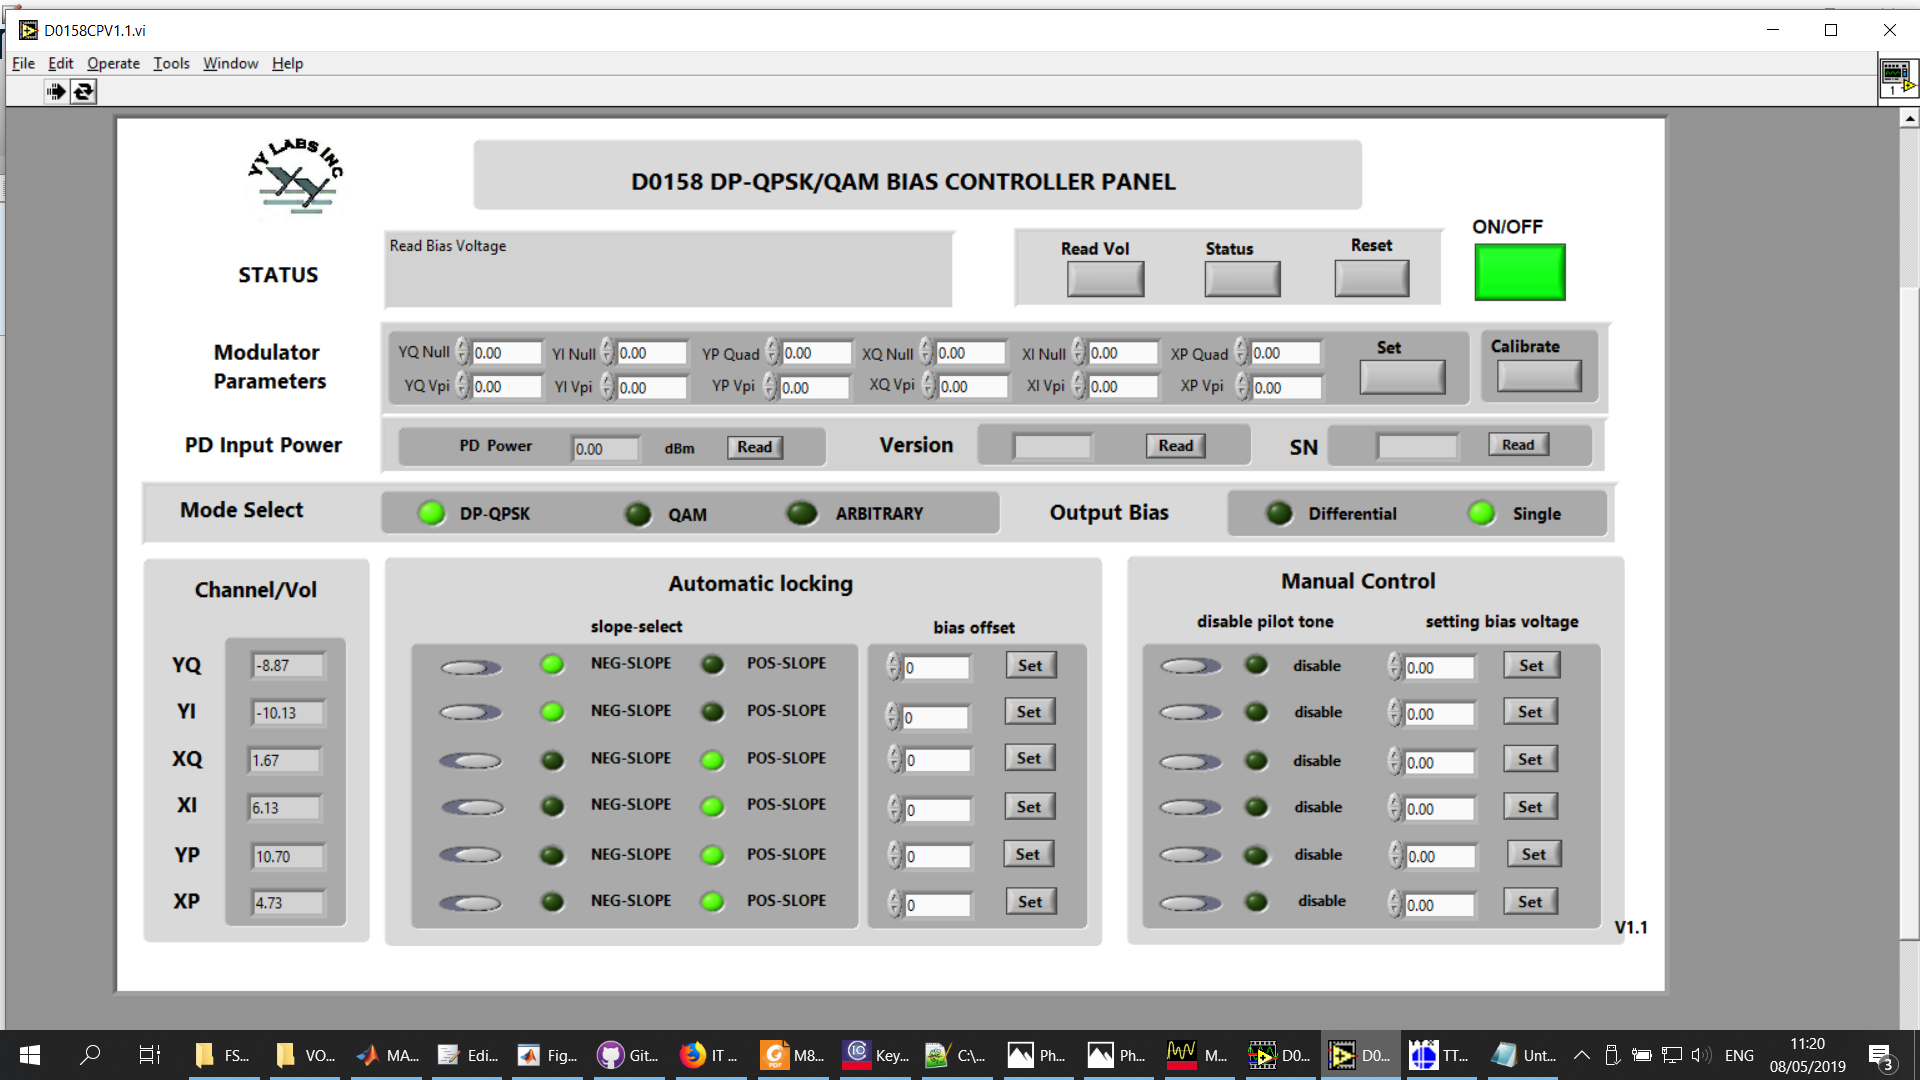 D0158CPV1.1.vi
File Edit Operate Tools Window Help
1
YY LABS INC
D0158 DP-QPSK/QAM BIAS CONTROLLER PANEL
ON/OFF
STATUS
Read Bias Voltage
Read Vol Status Reset
Modulator
Parameters
YQ Null 0.00 YI Null 0.00 YP Quad 0.00 XQ Null 0.00 XI Null 0.00 XP Quad 0.00 Set Calibrate
YQ Vpi 0.00 YI Vpi 0.00 YP Vpi 0.00 XQ Vpi 0.00 XI Vpi 0.00 XP Vpi 0.00
PD Input Power PD Power 0.00 dBm Read Version Read SN Read
Mode Select DP-QPSK QAM ARBITRARY Output Bias Differential Single
Channel/Vol Automatic locking Manual Control
slope-select bias offset disable pilot tone setting bias voltage
YQ -8.87 NEG-SLOPE POS-SLOPE 0 Set disable 0.00 Set
YI -10.13 NEG-SLOPE POS-SLOPE 0 Set disable 0.00 Set
XQ 1.67 NEG-SLOPE POS-SLOPE 0 Set disable 0.00 Set
XI 6.13 NEG-SLOPE POS-SLOPE 0 Set disable 0.00 Set
YP 10.70 NEG-SLOPE POS-SLOPE 0 Set disable 0.00 Set
XP 4.73 NEG-SLOPE POS-SLOPE 0 Set disable 0.00 Set
V1.1
FS... VO... MA... Edi... Fig... Git... IT ... M8... Key... C:\... Ph... Ph... M... D0... D0... TT... Unt... ENG 11:20
08/05/2019 3